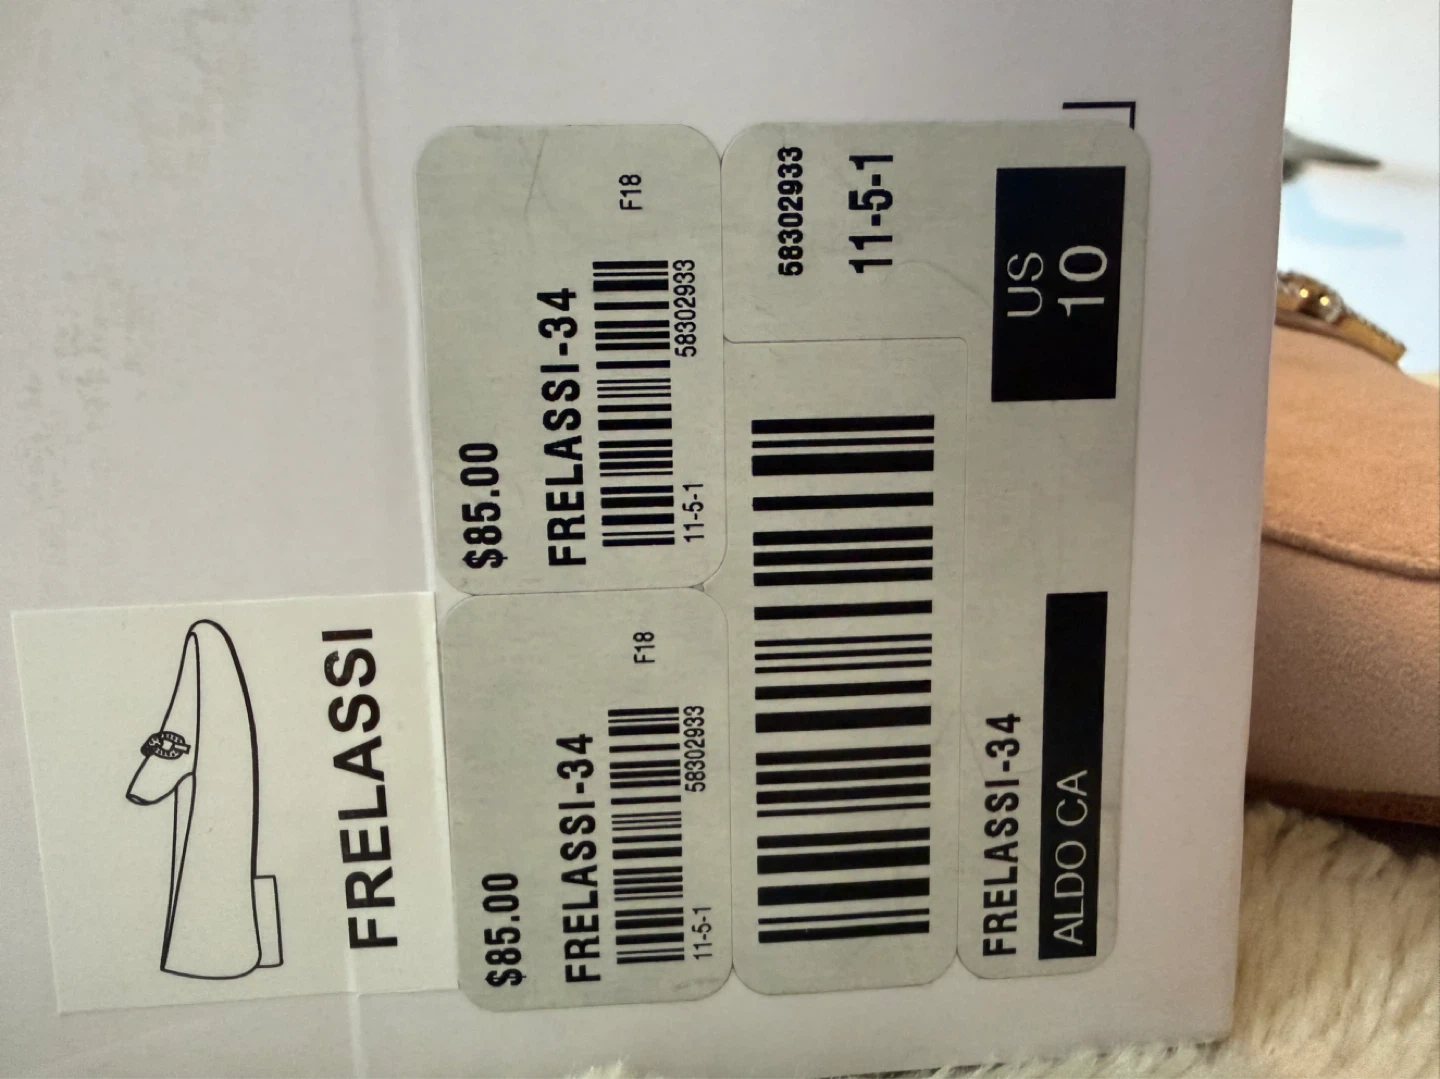 FRELASSI
$85.00
FRELASSI-34
F18
11-5-1
58302933
$85.00
FRELASSI-34
F18
11-5-1
58302933
58302933
11-5-1
FRELASSI-34
ALDO CA
US
10